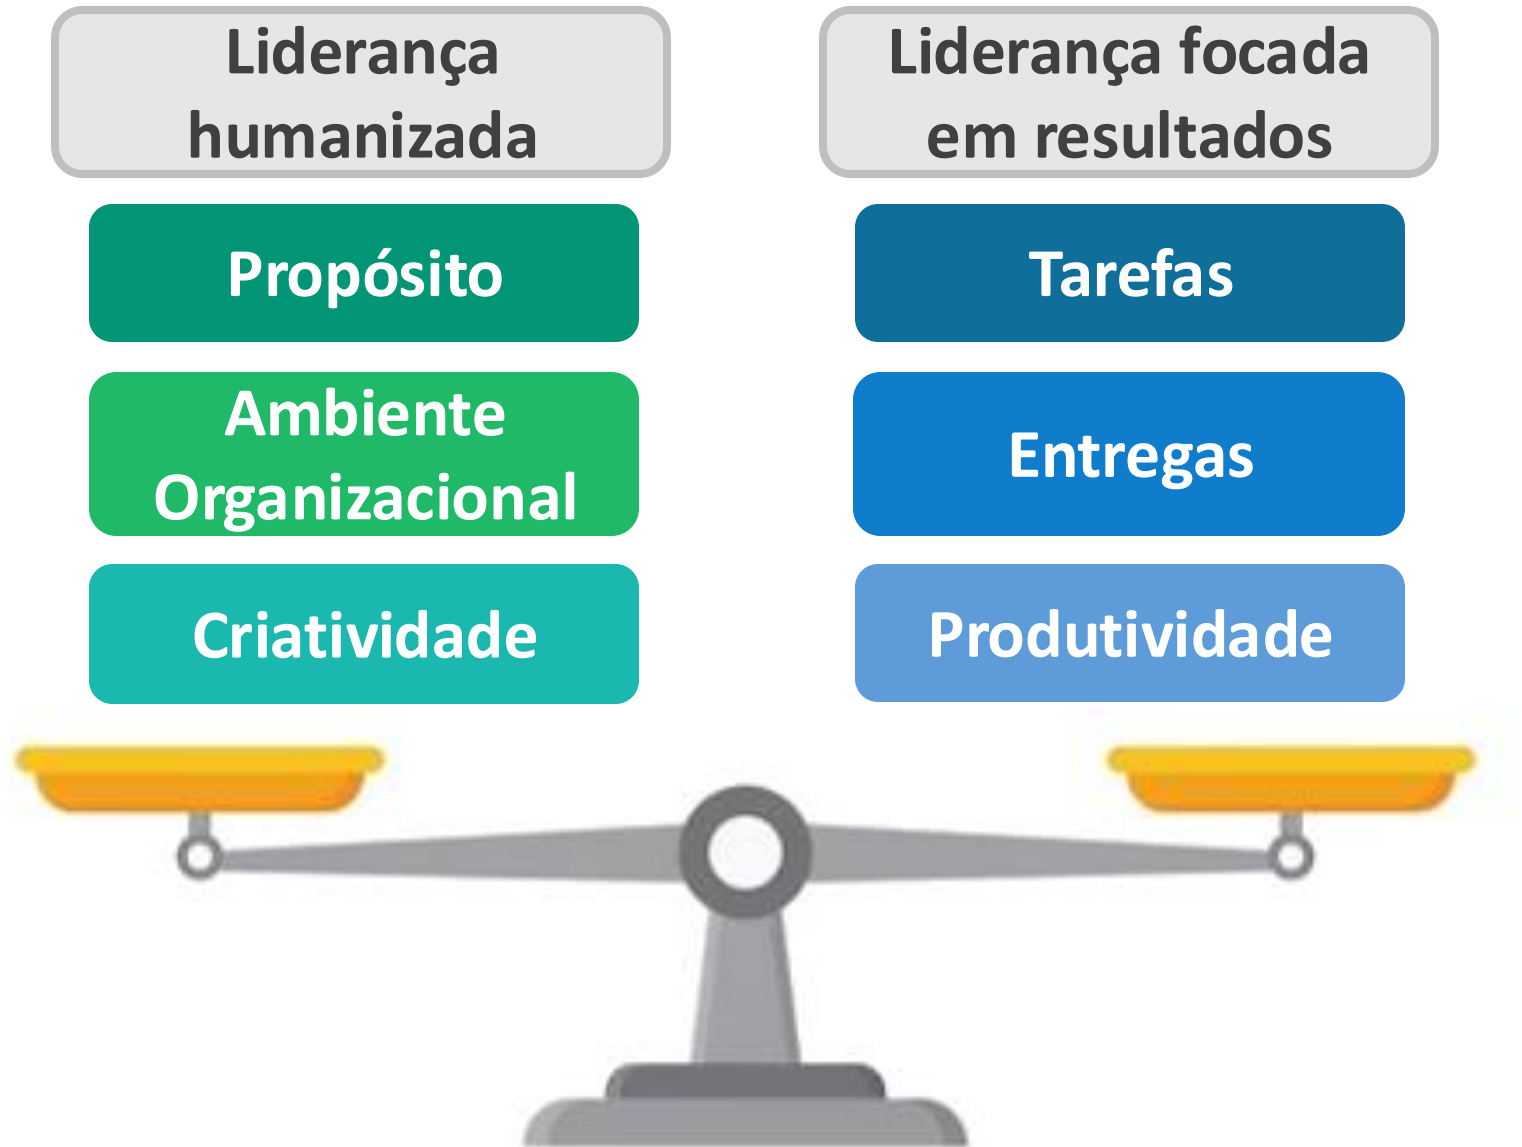 Liderança
humanizada
Propósito
Ambiente
Organizacional
Criatividade
Liderança focada
em resultados
Tarefas
Entregas
Produtividade